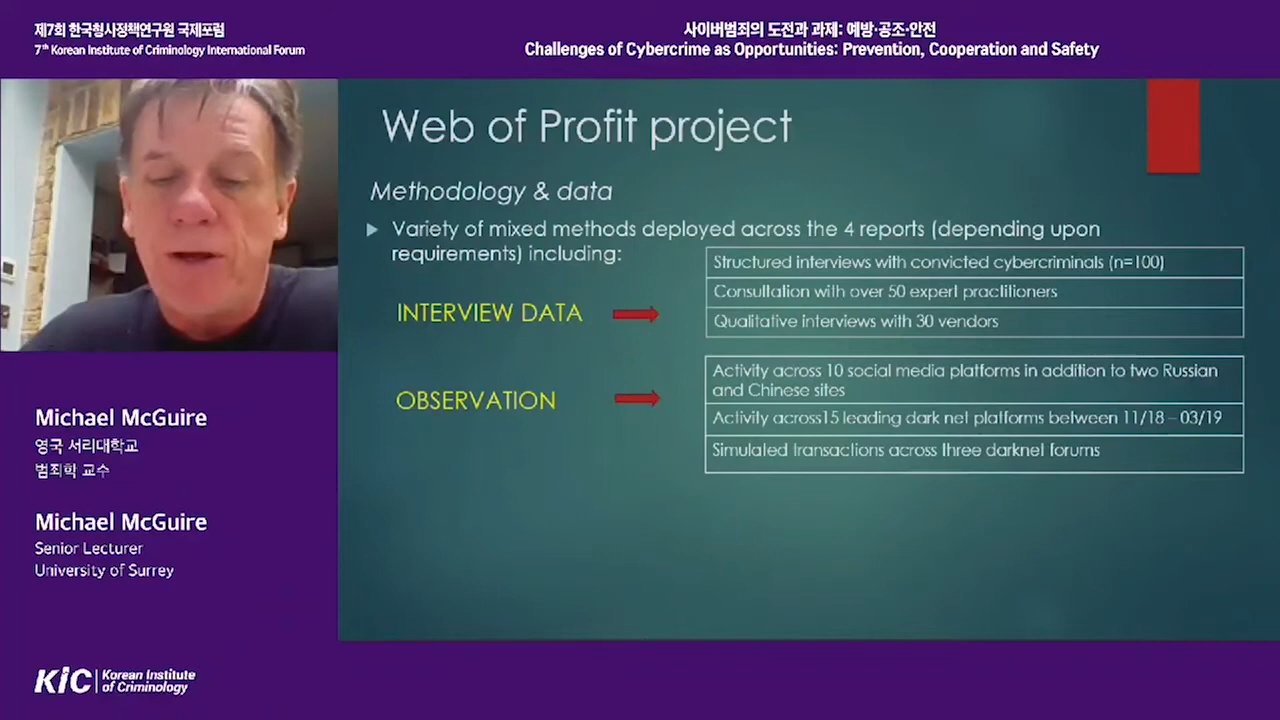 제7회 한국형사정책연구원 국제포럼
7th Korean Institute of Criminology International Forum
사이버범죄의 도전과 과제: 예방·공조·안전
Challenges of Cybercrime as Opportunities: Prevention, Cooperation and Safety
Web of Profit project
Methodology & data
Variety of mixed methods deployed across the 4 reports (depending upon
requirements) including:
INTERVIEW DATA
Structured interviews with convicted cybercriminals (n=100)
Consultation with over 50 expert practitioners
Qualitative interviews with 30 vendors
OBSERVATION
Activity across 10 social media platforms in addition to two Russian
and Chinese sites
Activity across15 leading dark net platforms between 11/18 – 03/19
Simulated transactions across three darknet forums
Michael McGuire
영국 서리대학교
범죄학 교수
Michael McGuire
Senior Lecturer
University of Surrey
KIC
Korean Institute
of Criminology